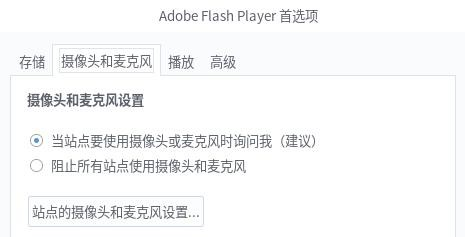 Adobe Flash Player 首选项
存储 摄像头和麦克风 播放 高级
摄像头和麦克风设置
当站点要使用摄像头或麦克风时询问我（建议）
阻止所有站点使用摄像头和麦克风
站点的摄像头和麦克风设置...